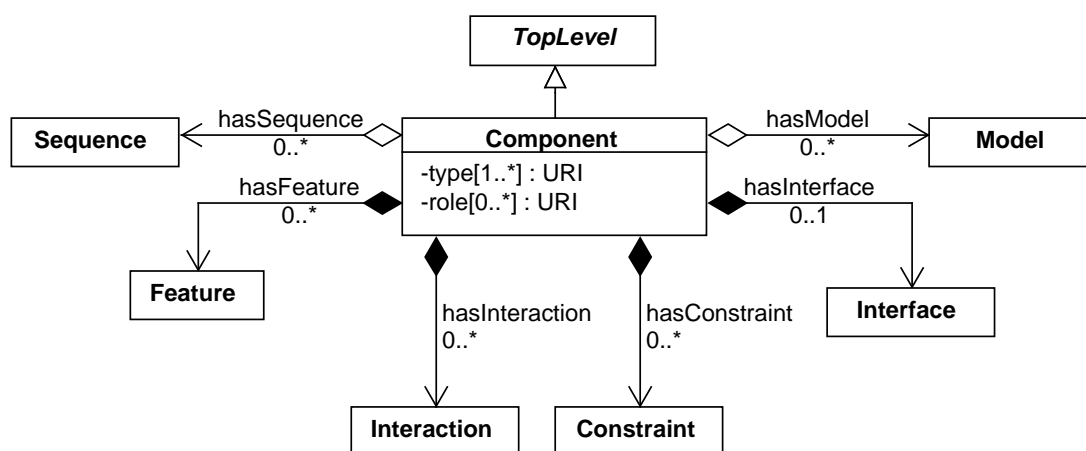 TopLevel
hasSequence
0..*
Sequence
Component
hasModel
0..*
Model
-type[1..*] : URI
-role[0..*] : URI
hasFeature
0..*
hasInterface
0..1
Feature
Interface
hasInteraction
0..*
hasConstraint
0..*
Interaction
Constraint